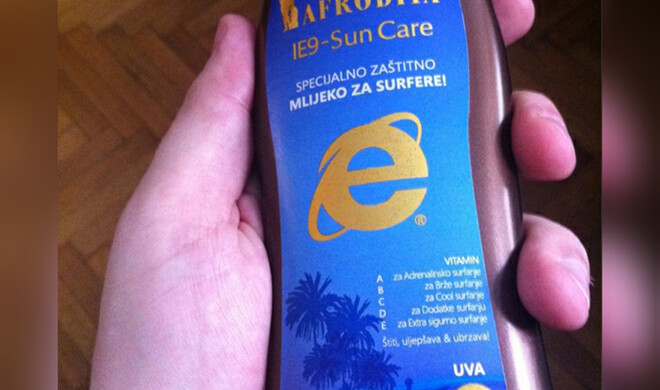 AFRODITA
IE9-Sun Care
SPECIJALNO ZAŠTITNO
MLIJEKO ZA SURFERE!
e
®
VITAMIN
A za Adrenalinsko surfanje
B za Brže surfanje
C za Cool surfanje
D za Dodatke surfanju
E za Extra sigurno surfanje
Štiti, uljepšava & ubrzava!
UVA